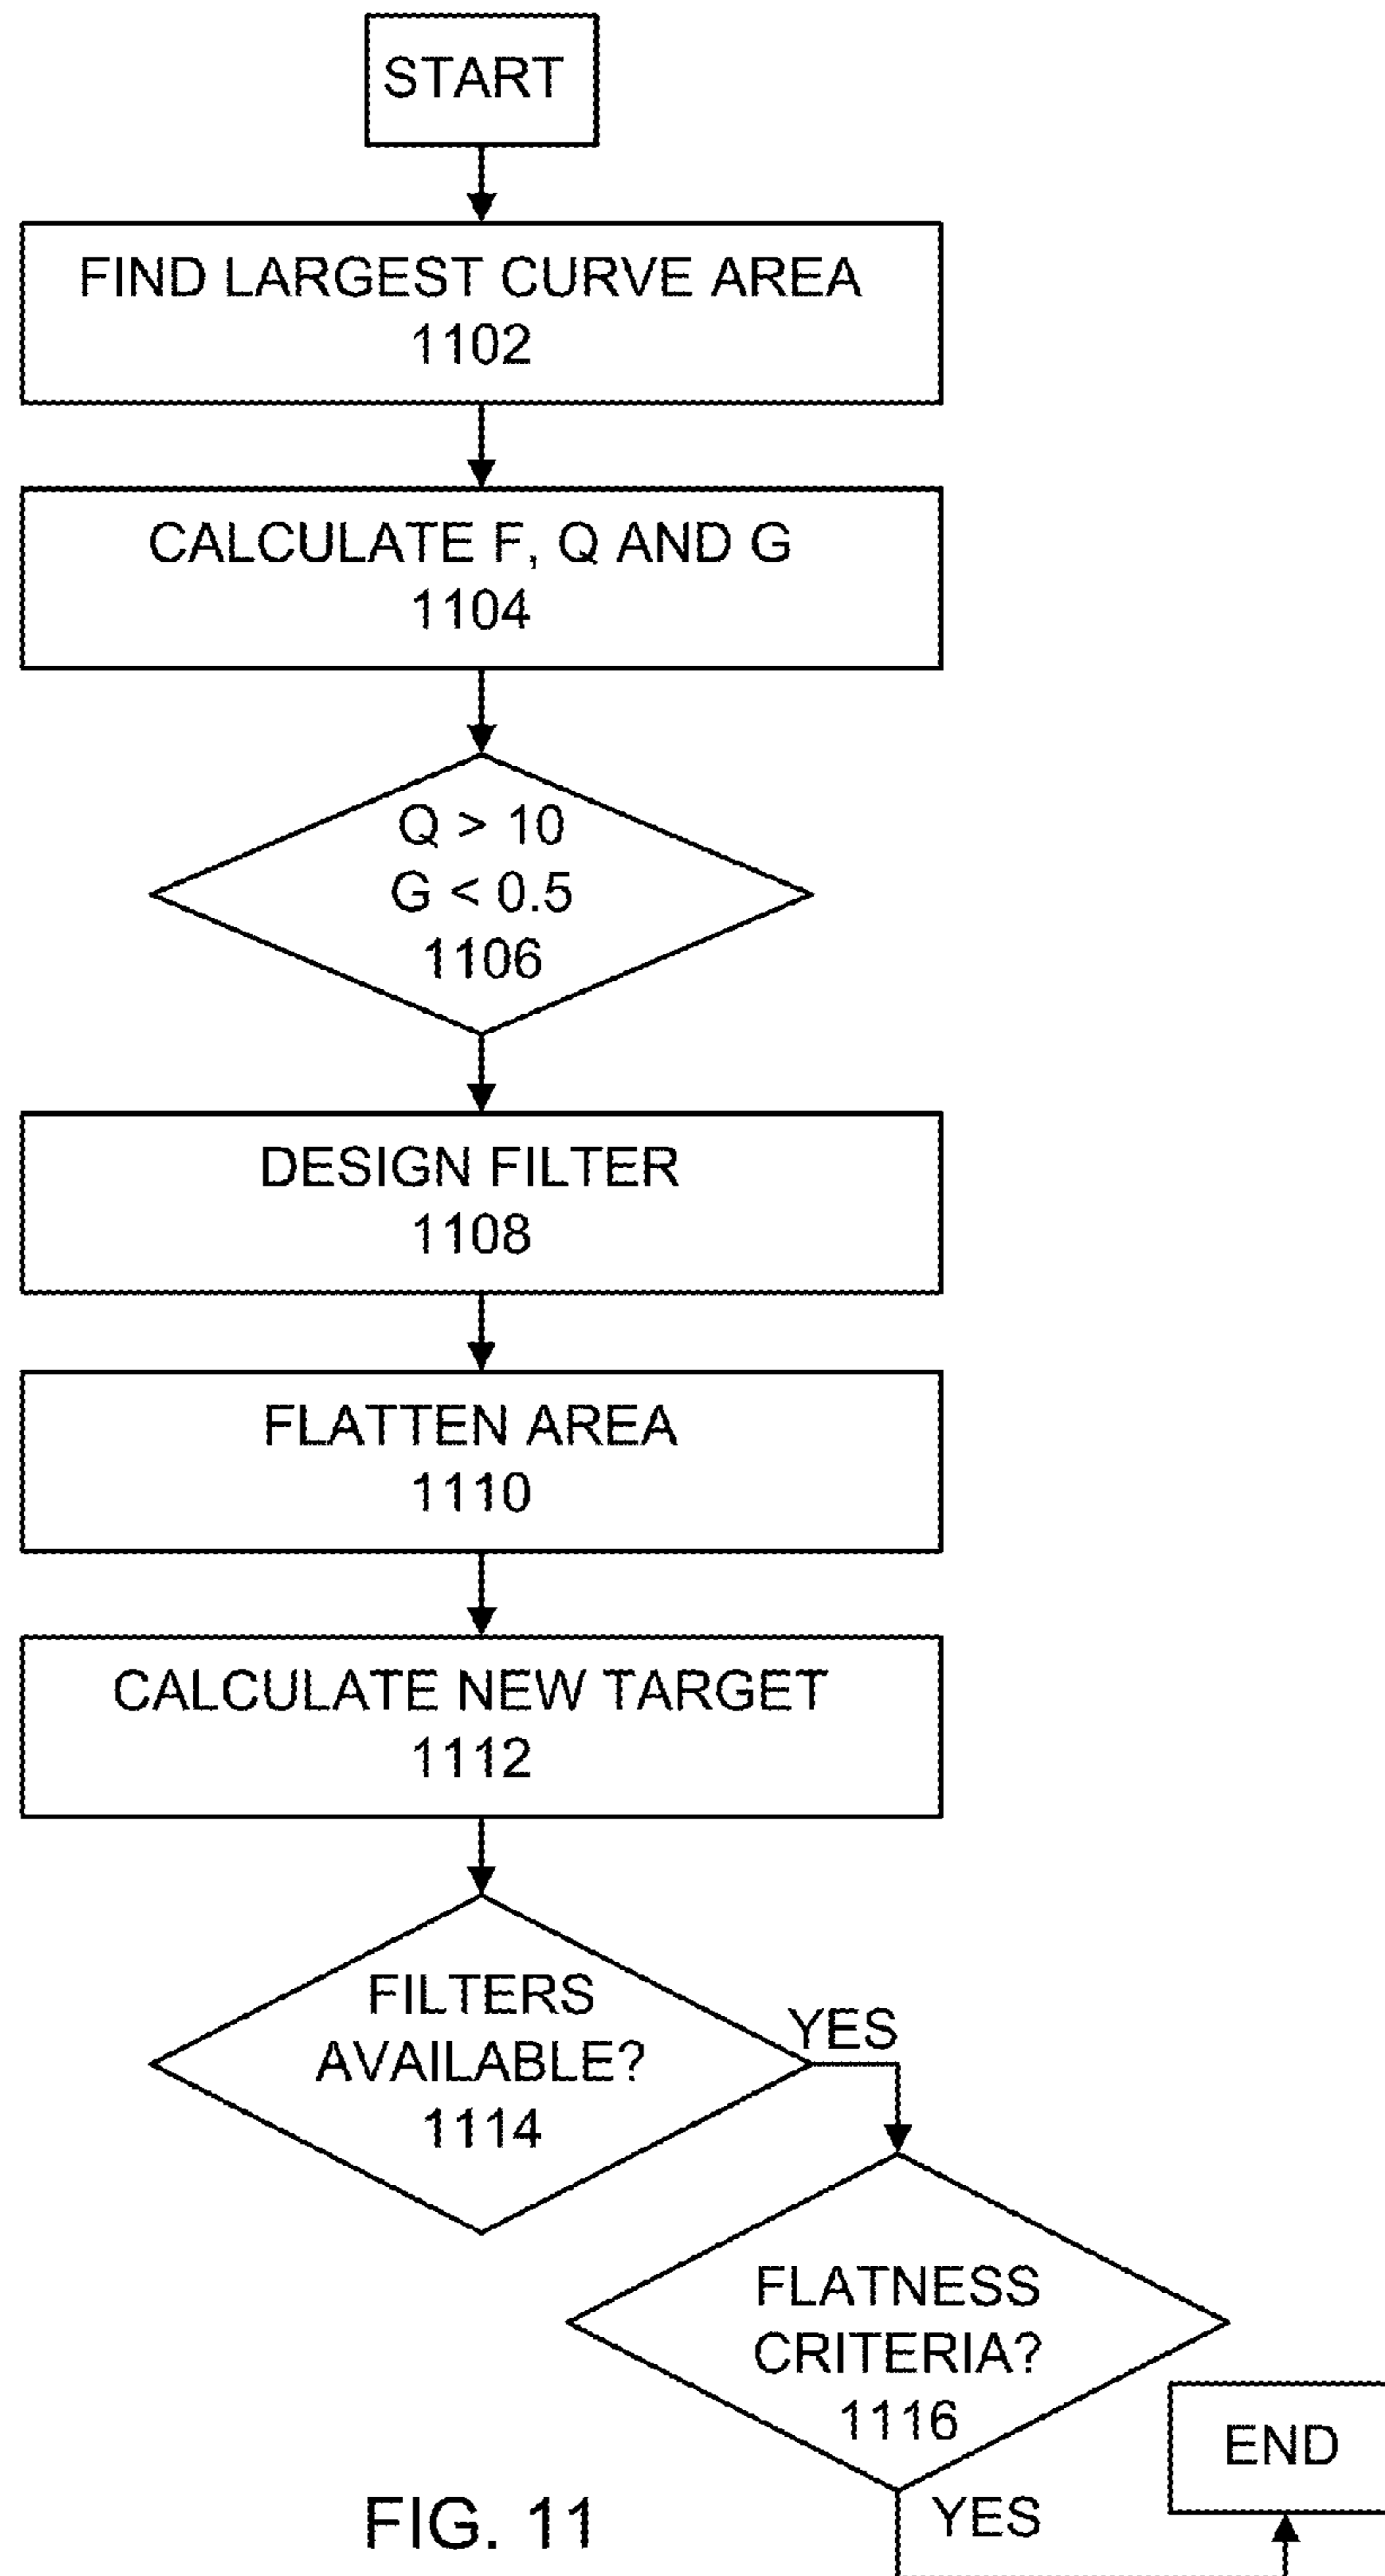 START
FIND LARGEST CURVE AREA
1102
CALCULATE F, Q AND G
1104
Q > 10
G < 0.5
1106
DESIGN FILTER
1108
FLATTEN AREA
1110
CALCULATE NEW TARGET
1112
FILTERS
AVAILABLE?
1114
YES
FLATNESS
CRITERIA?
1116
YES
END
FIG. 11